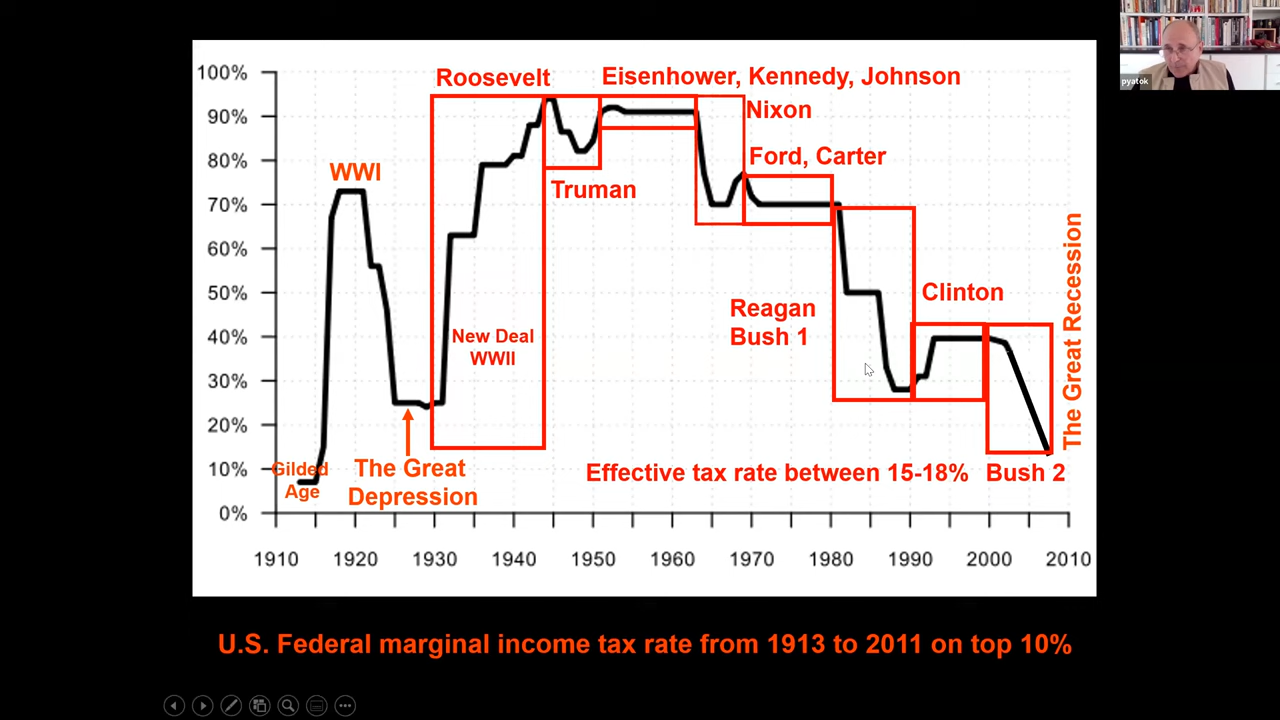 pyatok
Roosevelt
Eisenhower, Kennedy, Johnson
Nixon
Ford, Carter
WWI
Truman
100%
90%
80%
70%
60%
50%
40%
30%
20%
10%
0%
The Great Recession
Clinton
Reagan
Bush 1
New Deal
WWII
Gilded
Age
The Great
Depression
Effective tax rate between 15-18%
Bush 2
1910
1920
1930
1940
1950
1960
1970
1980
1990
2000
2010
U.S. Federal marginal income tax rate from 1913 to 2011 on top 10%